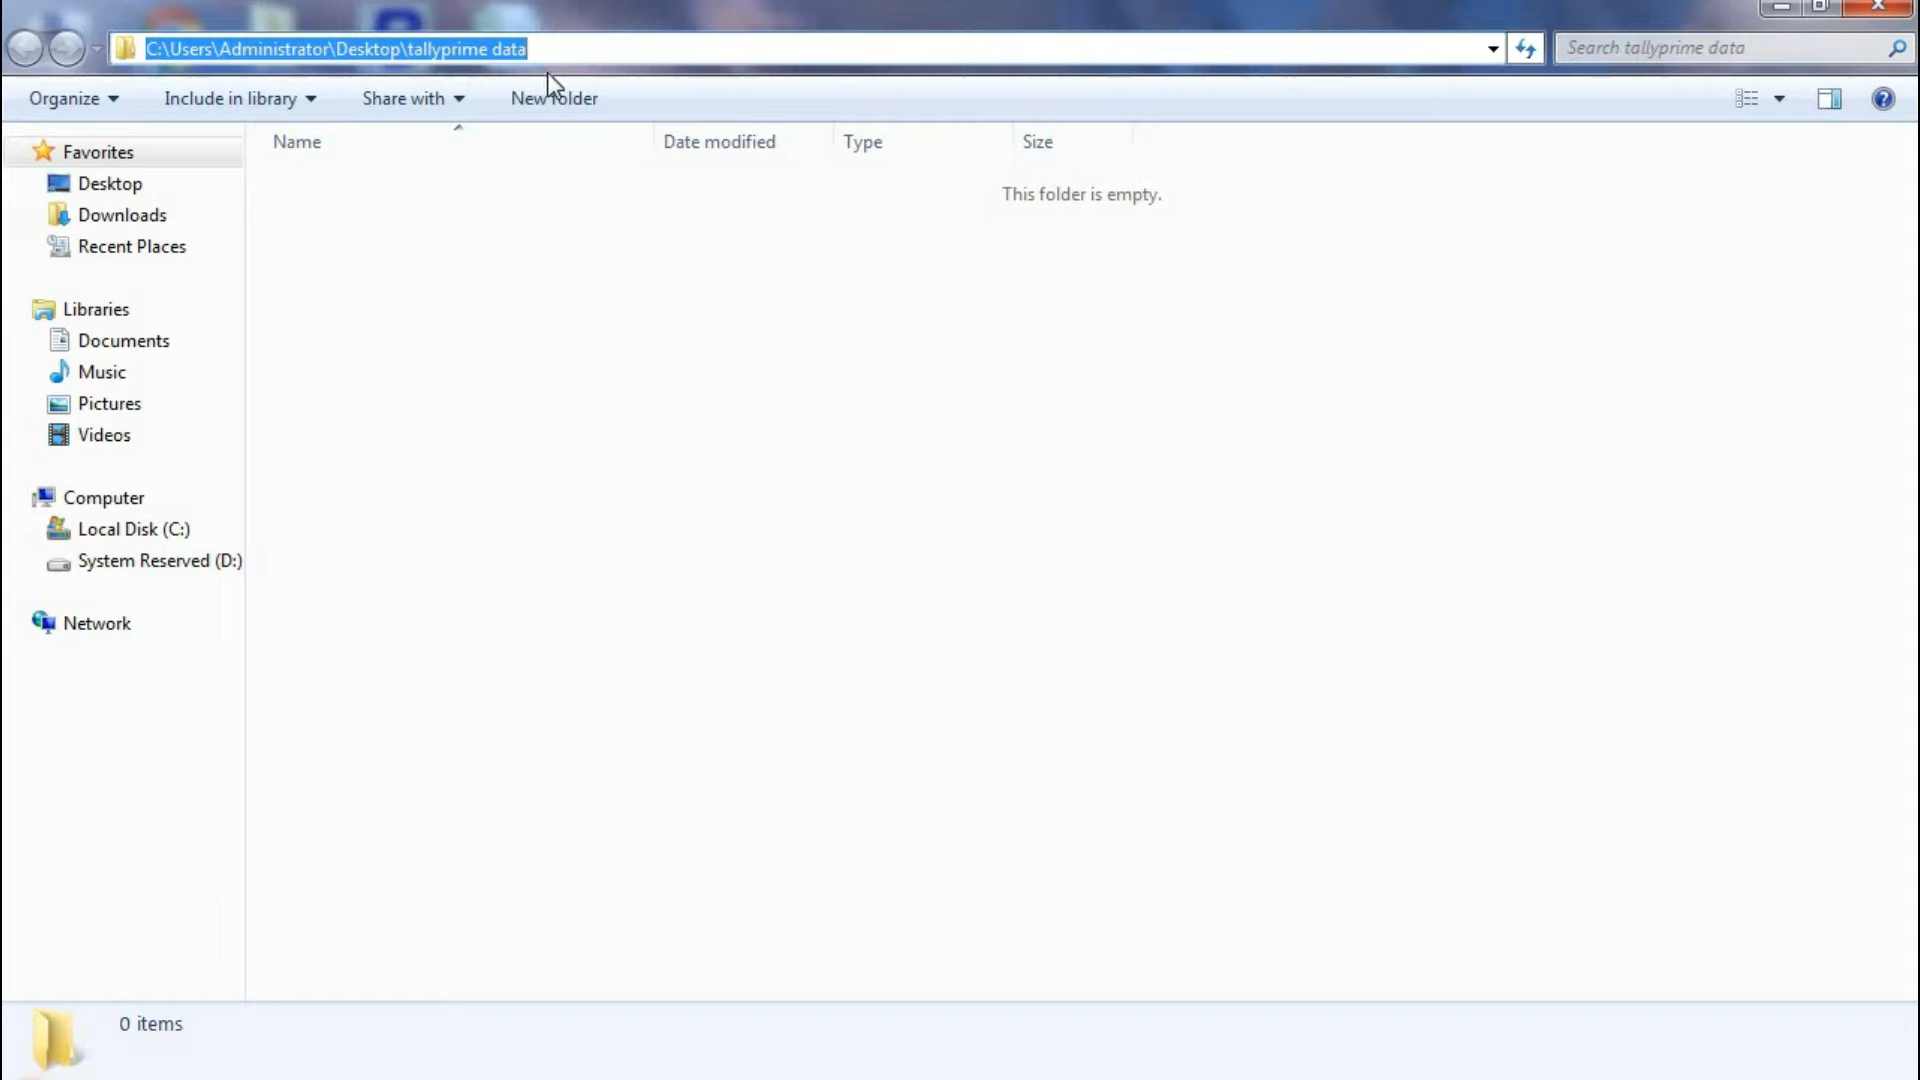 C:\Users\Administrator\Desktop\tallyprime data
Search tallyprime data
Organize
Include in library
Share with
New folder
Name
Date modified
Type
Size
This folder is empty.
Favorites
Desktop
Downloads
Recent Places
Libraries
Documents
Music
Pictures
Videos
Computer
Local Disk (C:)
System Reserved (D:)
Network
0 items